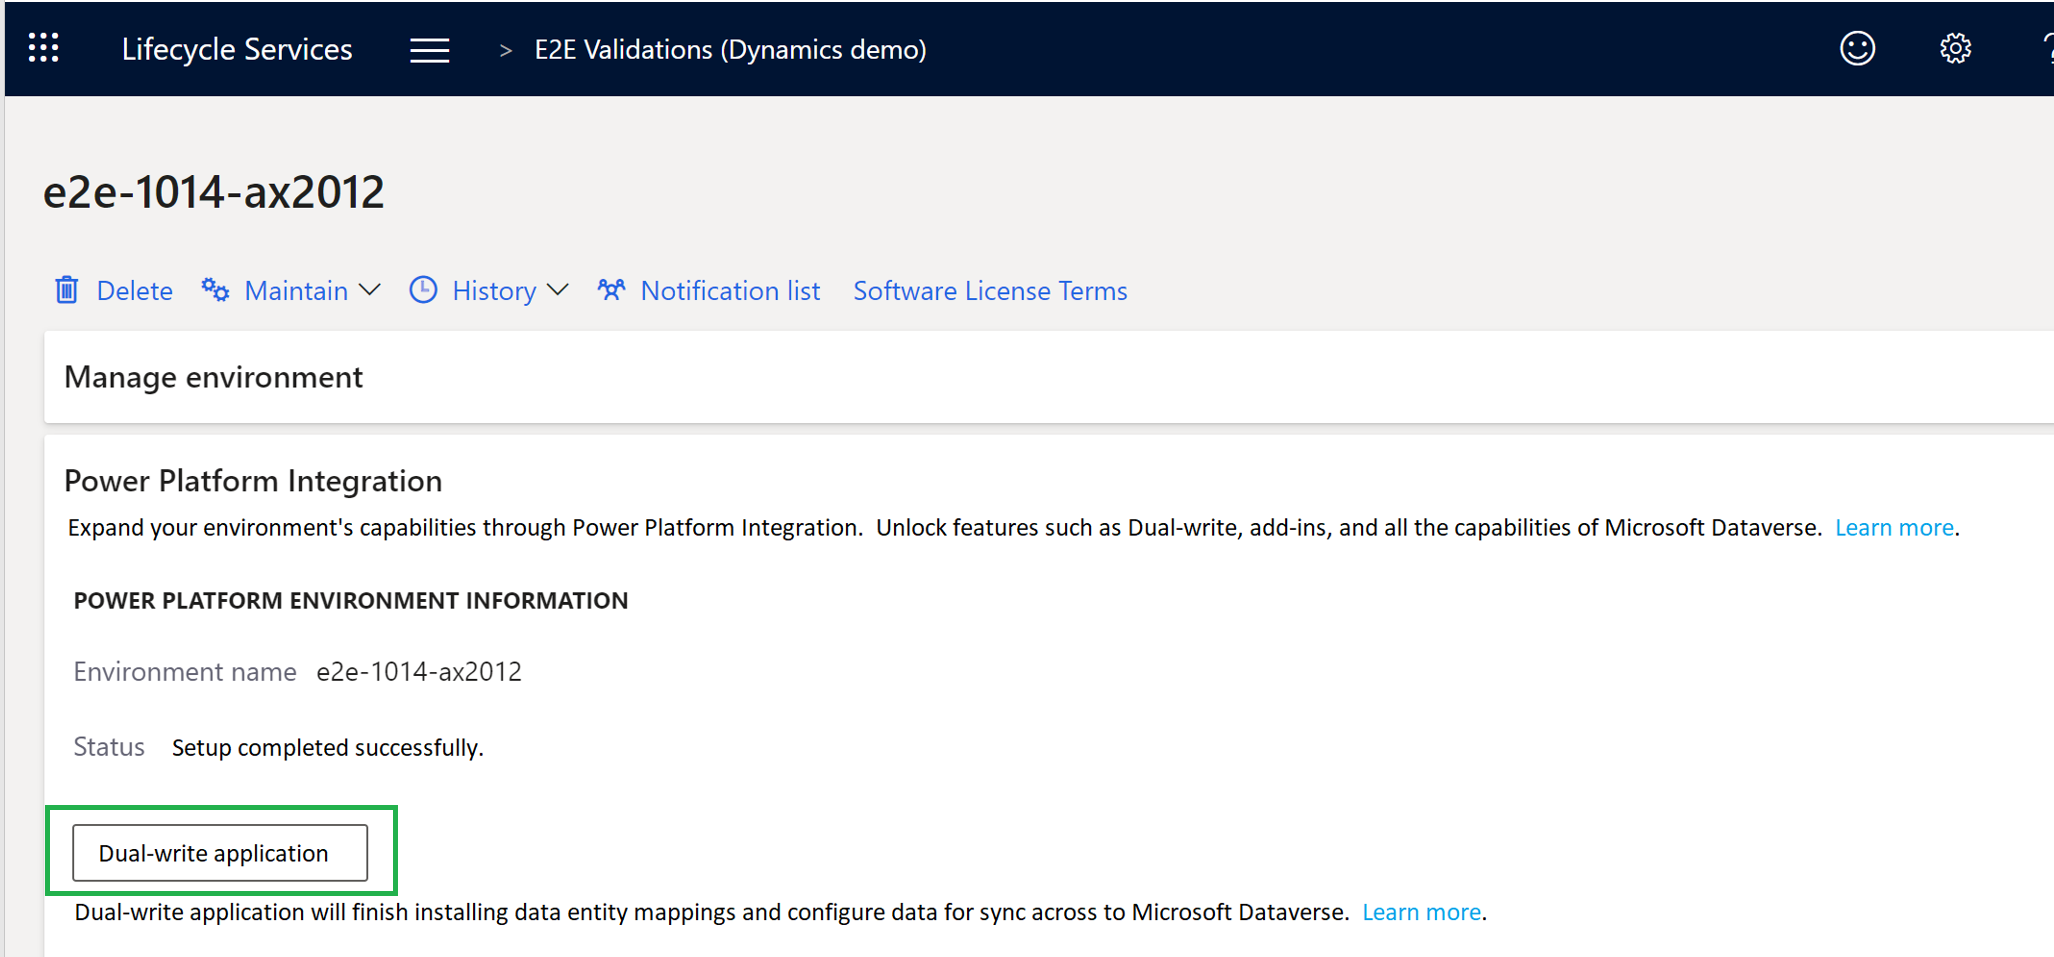 Lifecycle Services > E2E Validations (Dynamics demo) ?
e2e-1014-ax2012
Delete Maintain History Notification list Software License Terms
Manage environment
Power Platform Integration
Expand your environment's capabilities through Power Platform Integration.  Unlock features such as Dual-write, add-ins, and all the capabilities of Microsoft Dataverse.  Learn more.
POWER PLATFORM ENVIRONMENT INFORMATION
Environment name e2e-1014-ax2012
Status Setup completed successfully.
Dual-write application
Dual-write application will finish installing data entity mappings and configure data for sync across to Microsoft Dataverse.  Learn more.